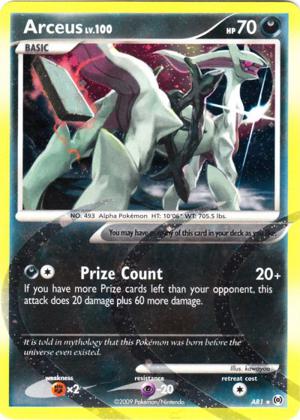 Arceus LV.100
HP 70
BASIC
NO. 493 Alpha Pokémon HT: 10'06" WT: 705.5 lbs.
You may have as many of this card in your deck as you like.
Prize Count 20+
If you have more Prize cards left than your opponent, this
attack does 20 damage plus 60 more damage.
It is told in mythology that this Pokémon was born before the
universe even existed.
Illus. kawayoo
weakness resistance retreat cost
×2 -20
©2009 Pokémon/Nintendo
AR1